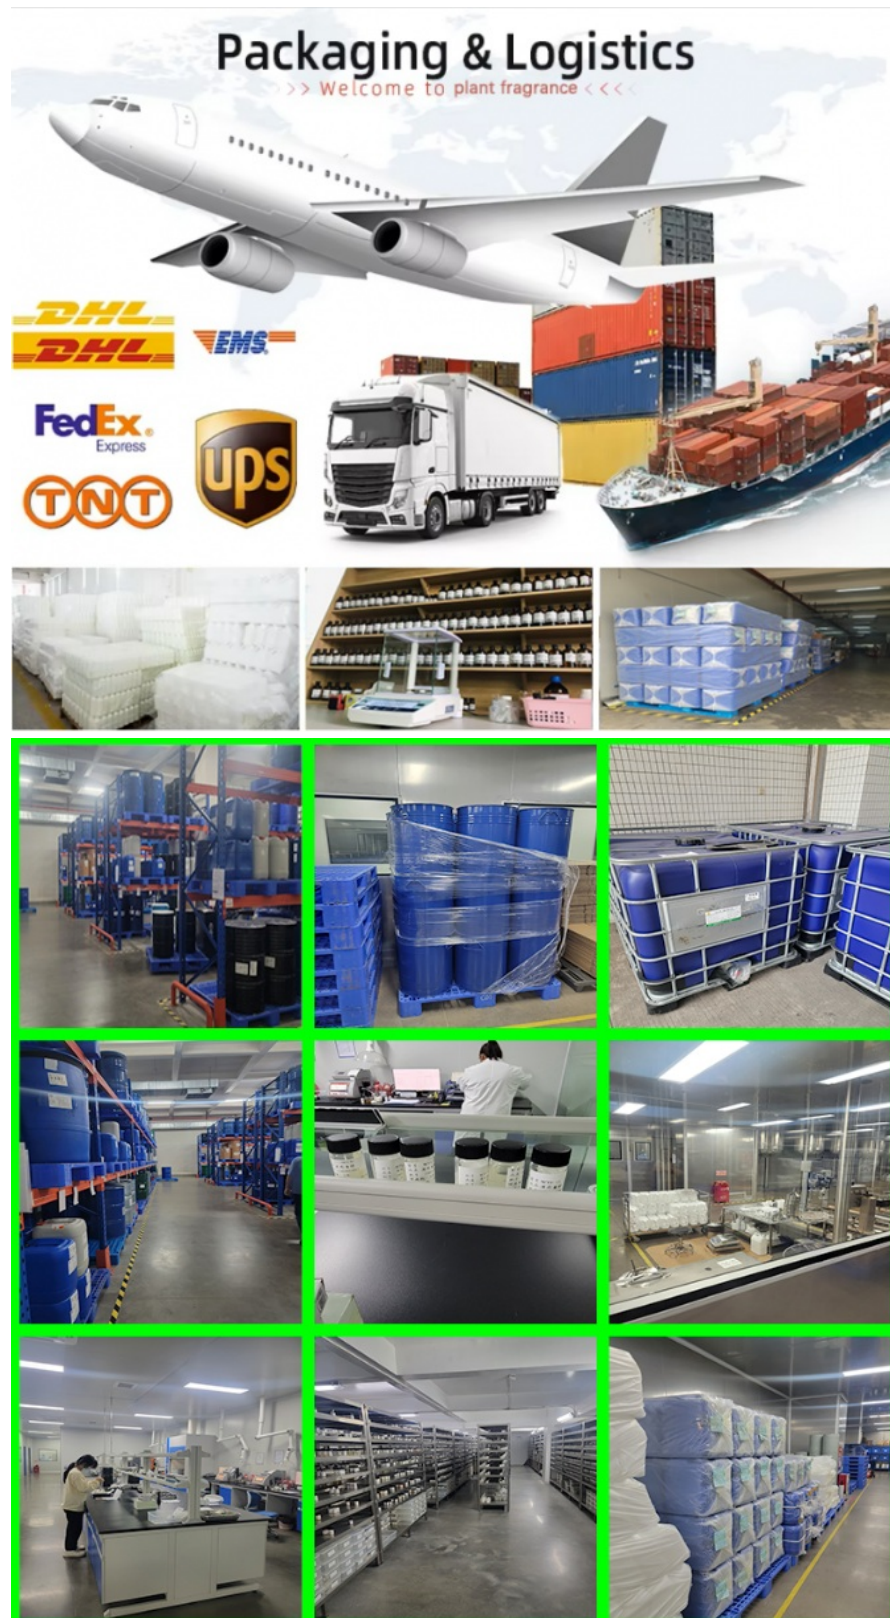 Packaging & Logistics
>> Welcome to plant fragrance <<<
DHL
DHL
EMS
FedEx ®
Express
ups
TNT